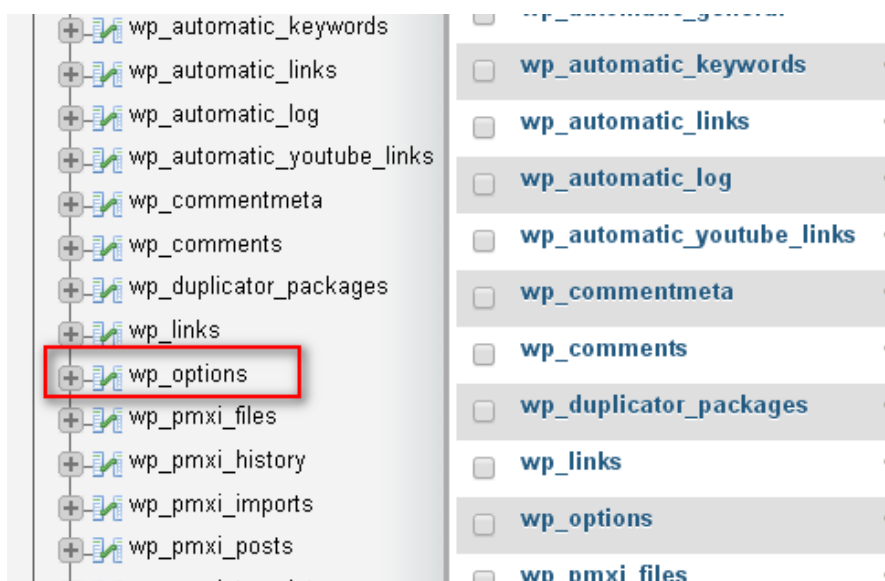 wp_automatic_keywords
wp_automatic_links
wp_automatic_log
wp_automatic_youtube_links
wp_commentmeta
wp_comments
wp_duplicator_packages
wp_links
wp_options
wp_pmxi_files
wp_pmxi_history
wp_pmxi_imports
wp_pmxi_posts
wp_automatic_general
wp_automatic_keywords
wp_automatic_links
wp_automatic_log
wp_automatic_youtube_links
wp_commentmeta
wp_comments
wp_duplicator_packages
wp_links
wp_options
wp_pmxi_files